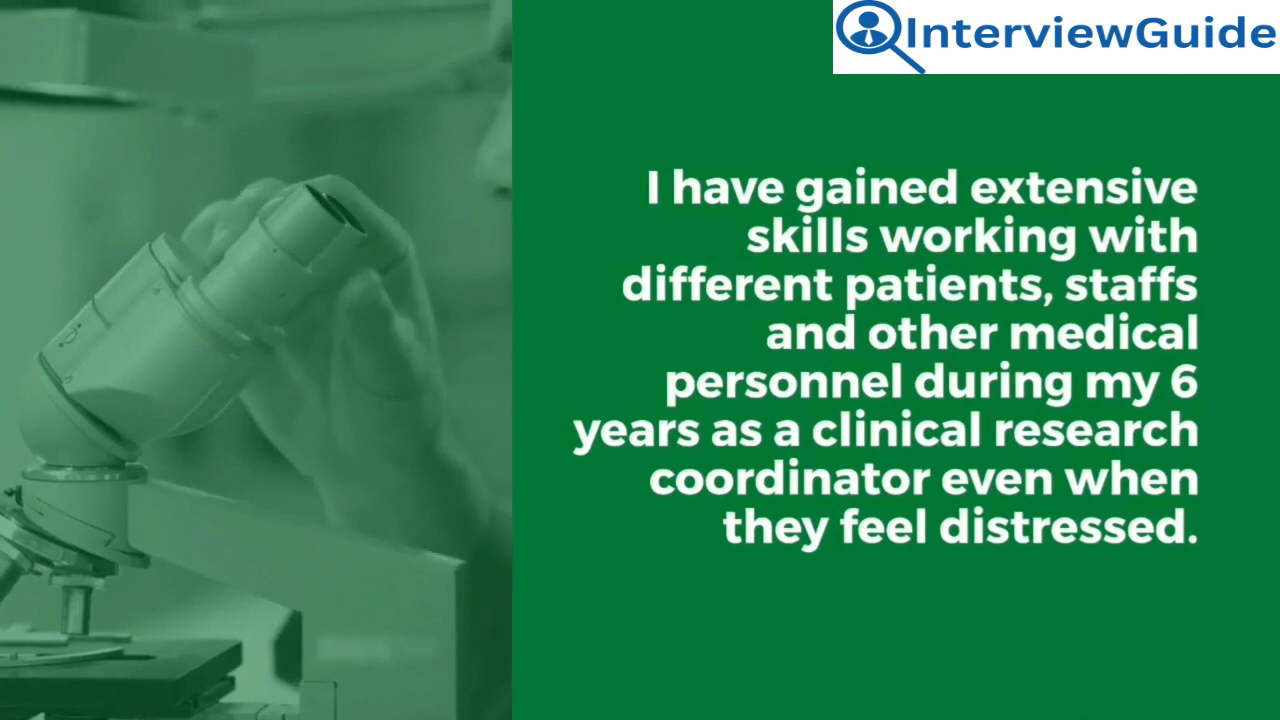 InterviewGuide
I have gained extensive
skills working with
different patients, staffs
and other medical
personnel during my 6
years as a clinical research
coordinator even when
they feel distressed.